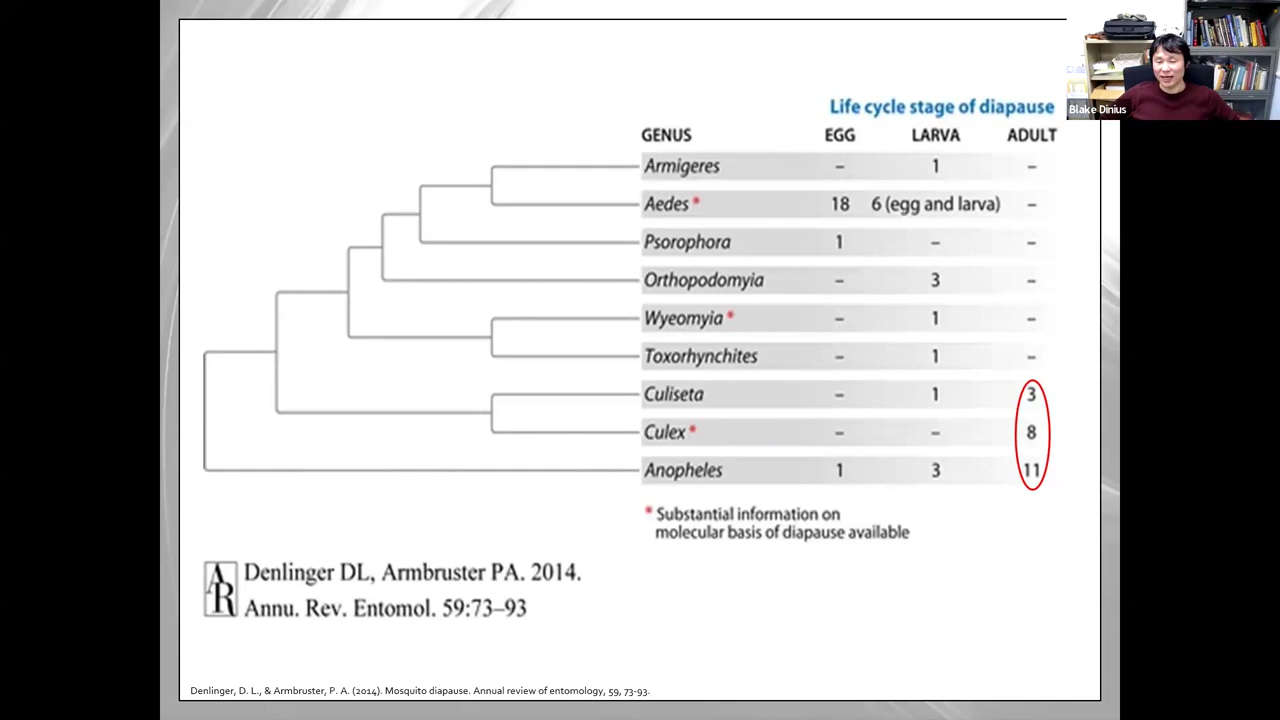 Blake Dinius
Life cycle stage of diapause
GENUS EGG LARVA ADULT
Armigeres – 1 –
Aedes * 18 6 (egg and larva) –
Psorophora 1 – –
Orthopodomyia – 3 –
Wyeomyia * – 1 –
Toxorhynchites – 1 –
Culiseta – 1 3
Culex * – – 8
Anopheles 1 3 11
* Substantial information on
molecular basis of diapause available
AR Denlinger DL, Armbruster PA. 2014.
Annu. Rev. Entomol. 59:73–93
Denlinger, D. L., & Armbruster, P. A. (2014). Mosquito diapause. Annual review of entomology, 59, 73-93.